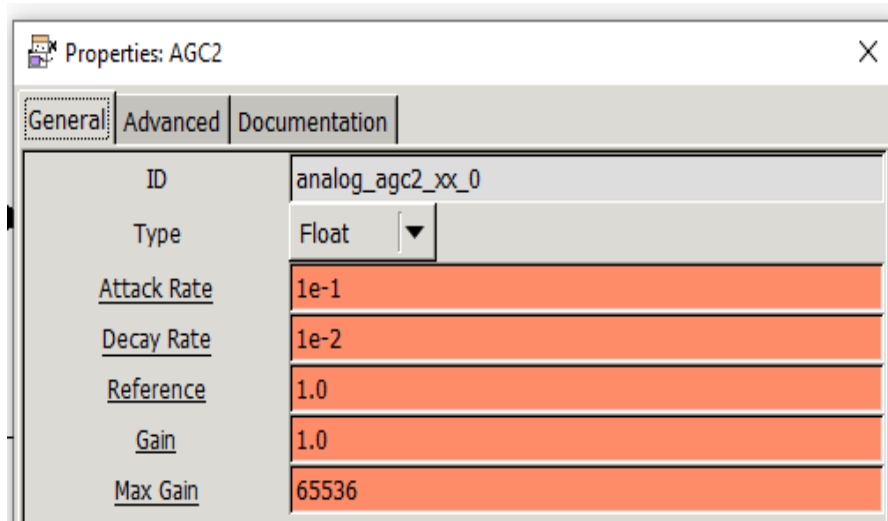 Properties: AGC2
General Advanced Documentation
ID analog_agc2_xx_0
Type Float
Attack Rate 1e-1
Decay Rate 1e-2
Reference 1.0
Gain 1.0
Max Gain 65536